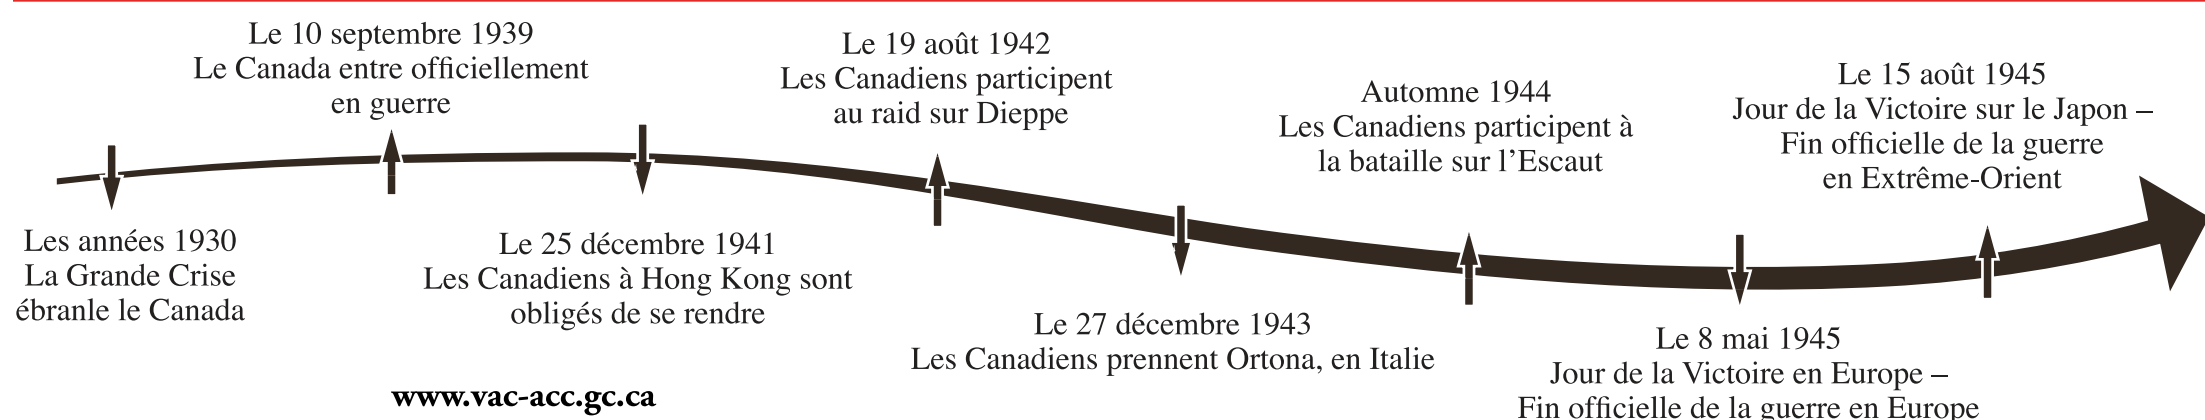 Le 10 septembre 1939
Le Canada entre officiellement
en guerre
Le 19 août 1942
Les Canadiens participent
au raid sur Dieppe
Automne 1944
Les Canadiens participent à
la bataille sur l’Escaut
Le 15 août 1945
Jour de la Victoire sur le Japon –
Fin officielle de la guerre
en Extrême-Orient
Les années 1930
La Grande Crise
ébranle le Canada
Le 25 décembre 1941
Les Canadiens à Hong Kong sont
obligés de se rendre
Le 27 décembre 1943
Les Canadiens prennent Ortona, en Italie
Le 8 mai 1945
Jour de la Victoire en Europe –
Fin officielle de la guerre en Europe
www.vac-acc.gc.ca